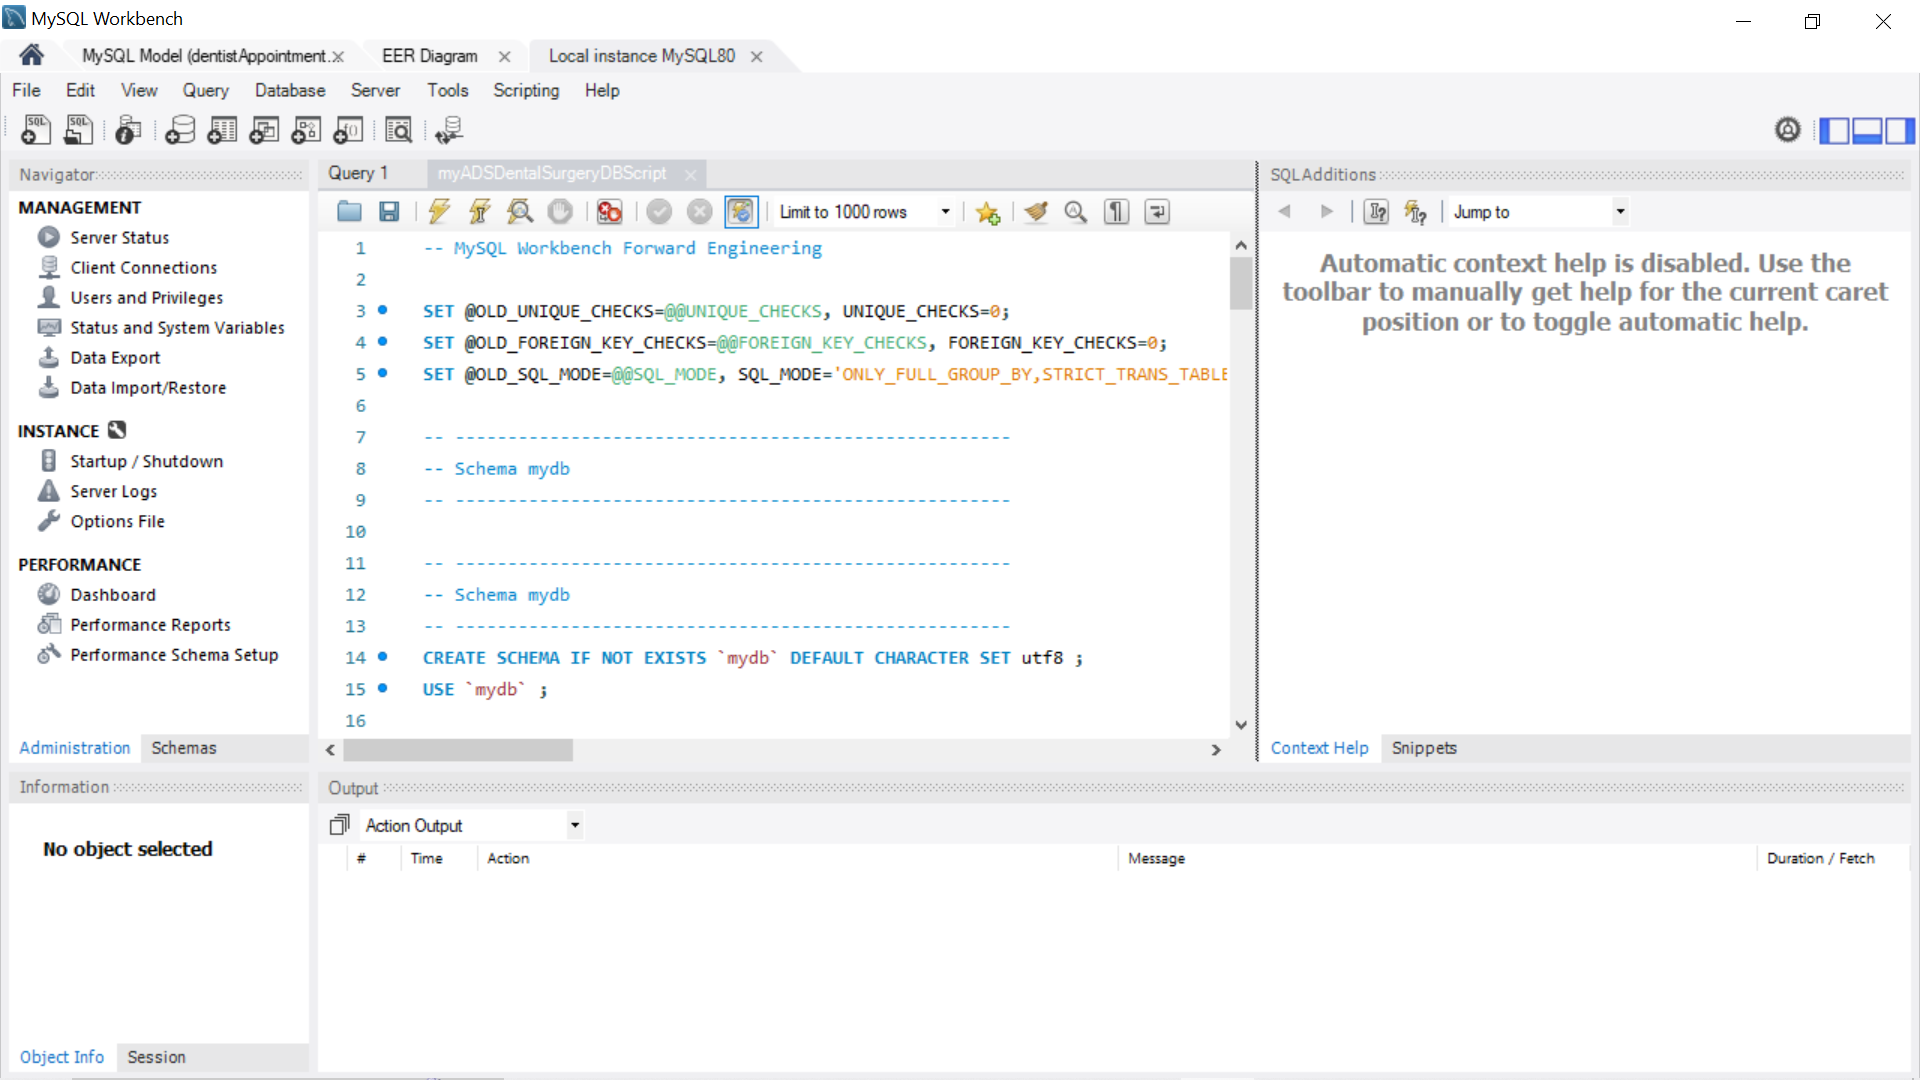 MySQL Workbench
MySQL Model (dentistAppointment.
EER Diagram
Local instance MySQL80
File Edit View Query Database Server Tools Scripting Help
Navigator
MANAGEMENT
Server Status
Client Connections
Users and Privileges
Status and System Variables
Data Export
Data Import/Restore
INSTANCE
Startup / Shutdown
Server Logs
Options File
PERFORMANCE
Dashboard
Performance Reports
Performance Schema Setup
Administration Schemas
Information
No object selected
Object Info Session
Query 1 myADSDentalSurgeryDBScript
Limit to 1000 rows
1 -- MySQL Workbench Forward Engineering
2
3 SET @OLD_UNIQUE_CHECKS=@@UNIQUE_CHECKS, UNIQUE_CHECKS=0;
4 SET @OLD_FOREIGN_KEY_CHECKS=@@FOREIGN_KEY_CHECKS, FOREIGN_KEY_CHECKS=0;
5 SET @OLD_SQL_MODE=@@SQL_MODE, SQL_MODE='ONLY_FULL_GROUP_BY,STRICT_TRANS_TABLE
6
7 -- -----------------------------------------------------
8 -- Schema mydb
9 -- -----------------------------------------------------
10
11 -- -----------------------------------------------------
12 -- Schema mydb
13 -- -----------------------------------------------------
14 CREATE SCHEMA IF NOT EXISTS `mydb` DEFAULT CHARACTER SET utf8 ;
15 USE `mydb` ;
16
SQLAdditions
Jump to
Automatic context help is disabled. Use the
toolbar to manually get help for the current caret
position or to toggle automatic help.
Context Help Snippets
Output
Action Output
# Time Action Message Duration / Fetch